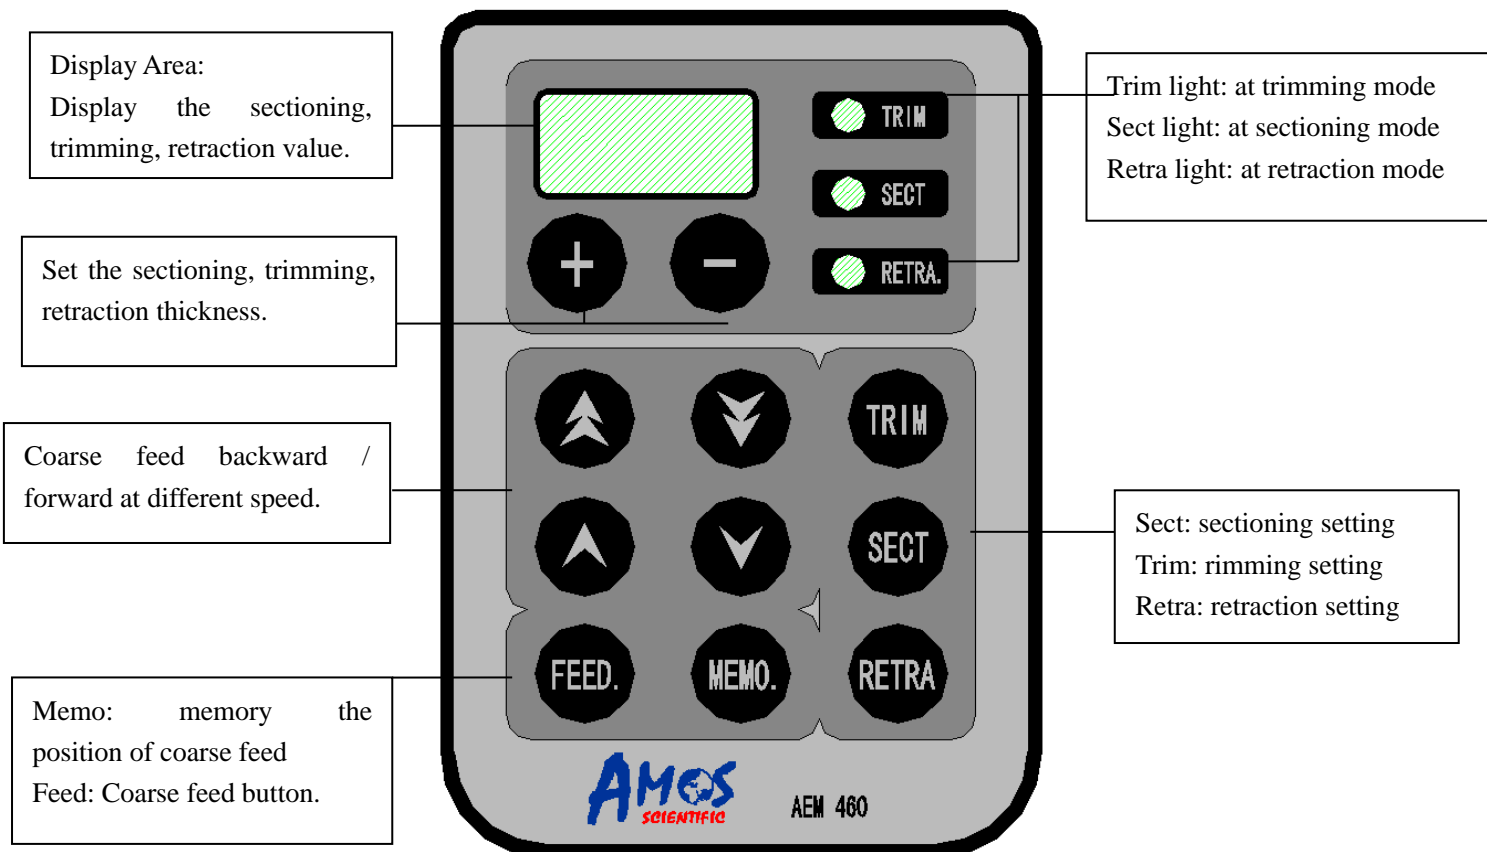 Display Area:
Display the sectioning,
trimming, retraction value.
Set the sectioning, trimming,
retraction thickness.
Coarse feed backward /
forward at different speed.
Memo: memory the
position of coarse feed
Feed: Coarse feed button.
TRIM
SECT
RETRA.
+
−
TRIM
SECT
FEED.
MEMO.
RETRA
AMOS
SCIENTIFIC
AEM 460
Trim light: at trimming mode
Sect light: at sectioning mode
Retra light: at retraction mode
Sect: sectioning setting
Trim: rimming setting
Retra: retraction setting